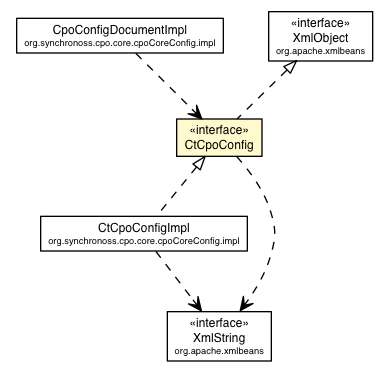 CpoConfigDocumentImpl
org.synchronoss.cpo.core.cpoCoreConfig.impl
«interface»
XmlObject
org.apache.xmlbeans
«interface»
CtCpoConfig
CtCpoConfigImpl
org.synchronoss.cpo.core.cpoCoreConfig.impl
«interface»
XmlString
org.apache.xmlbeans